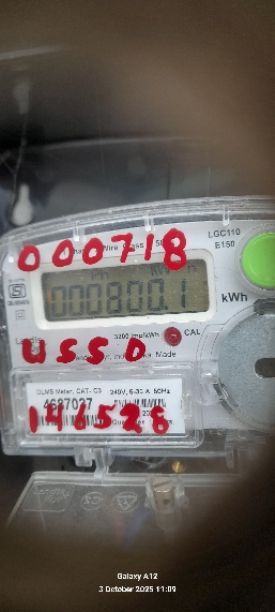 LGC110
E150
000718
kWh
000800.1
kWh
3200 imp/kWh
CAL
USSD
DLMS Meter, CAT- C3
240V, 5-30 A 50Hz
4687027
146528
Galaxy A12
3 October 2025 11:09